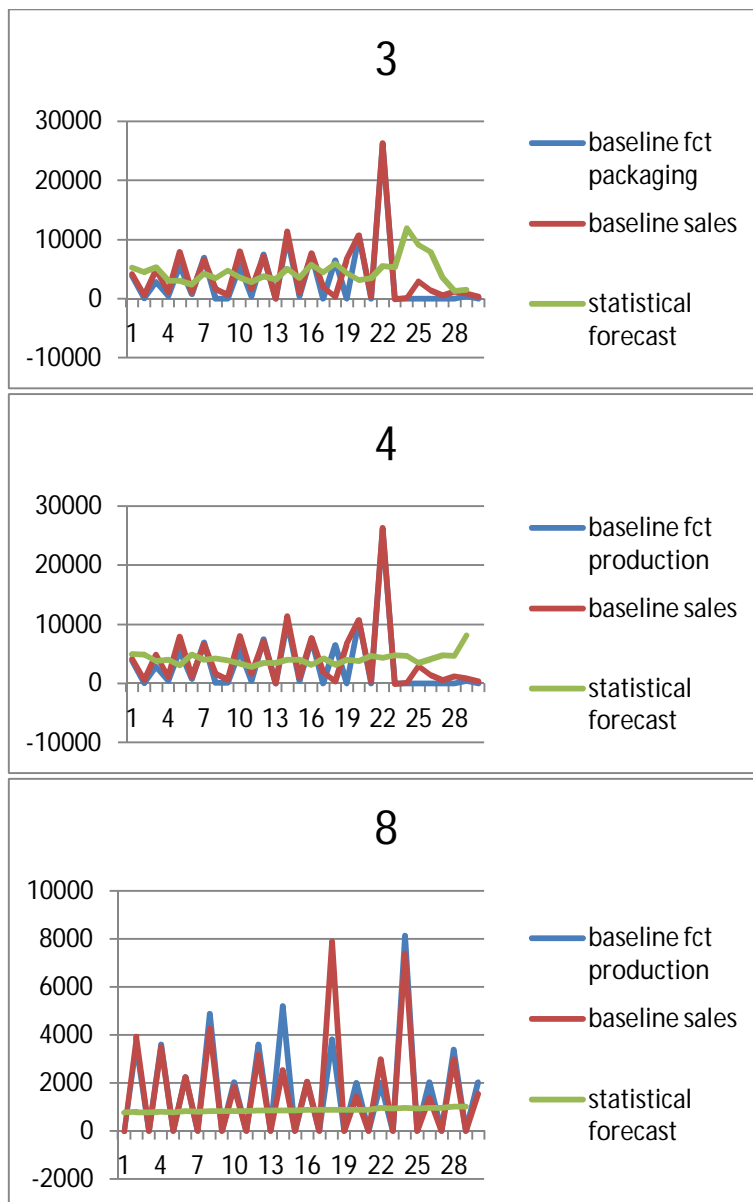 3
30000
20000
10000
0
-10000
1 4 7 10 13 16 19 22 25 28
baseline fct
packaging
baseline sales
statistical
forecast
4
30000
20000
10000
0
-10000
1 4 7 10 13 16 19 22 25 28
baseline fct
production
baseline sales
statistical
forecast
8
10000
8000
6000
4000
2000
0
-2000
1 4 7 10 13 16 19 22 25 28
baseline fct
production
baseline sales
statistical
forecast